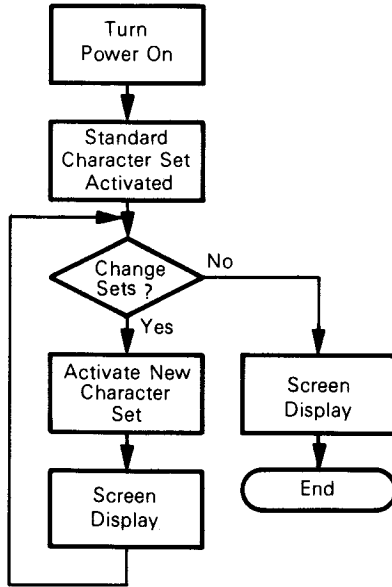 Turn
Power On
Standard
Character Set
Activated
Change
Sets ?
No
Yes
Activate New
Character
Set
Screen
Display
Screen
Display
End